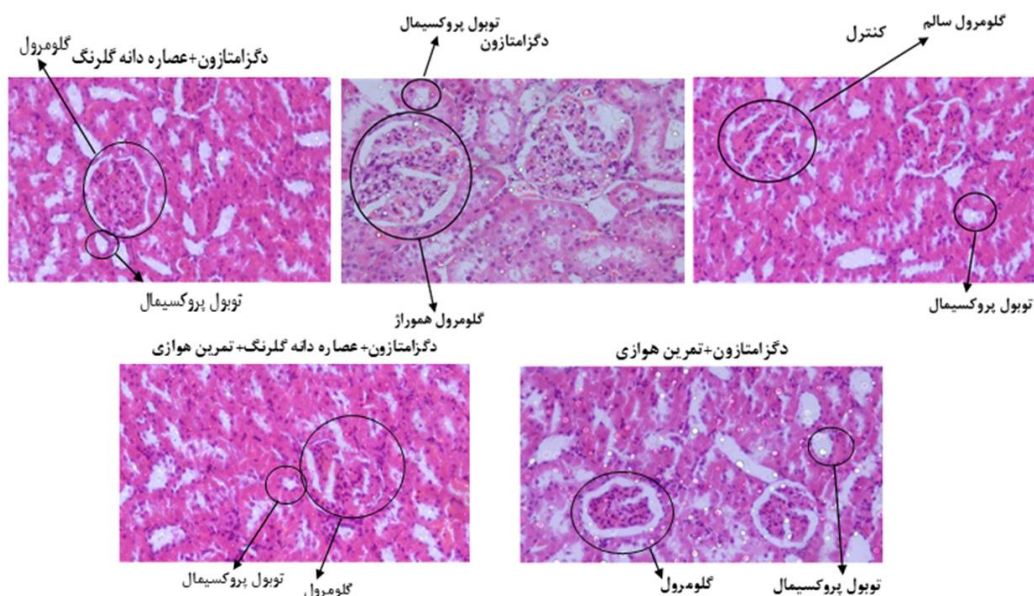 گلومرول سالم
کنترل
توبول پروکسیمال
توبول پروکسیمال
دگزامتازون
گلومرول هموراژ
دگزامتازون+عصاره دانه گلرنگ
گلومرول
توبول پروکسیمال
دگزامتازون+تمرین هوازی
گلومرول
توبول پروکسیمال
دگزامتازون+عصاره دانه گلرنگ+تمرین هوازی
گلومرول
توبول پروکسیمال